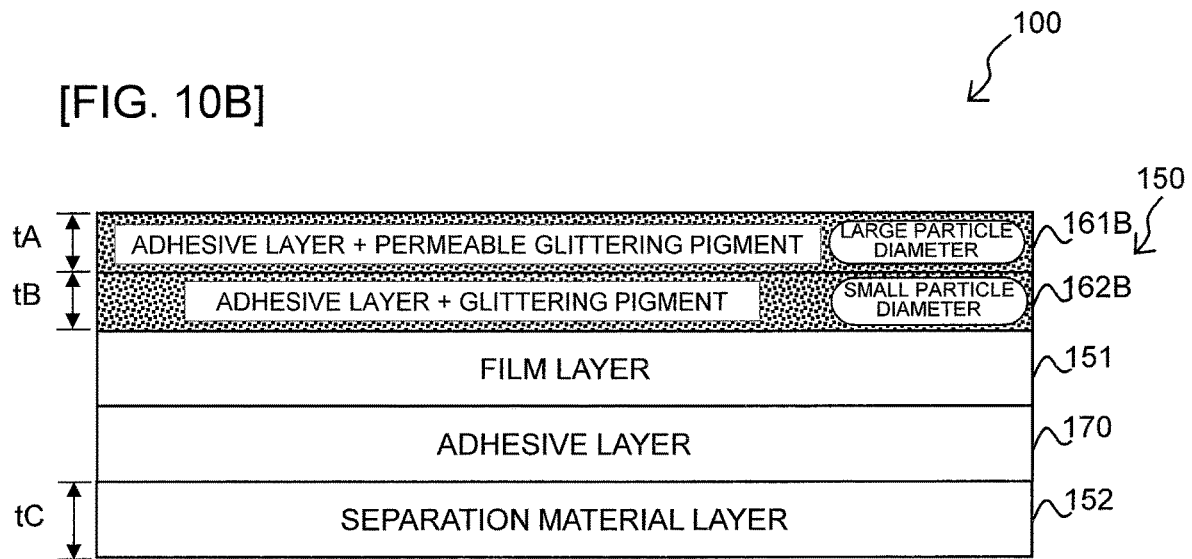 100
[FIG. 10B]
150
tA
ADHESIVE LAYER + PERMEABLE GLITTERING PIGMENT
LARGE PARTICLE
DIAMETER
161B
tB
ADHESIVE LAYER + GLITTERING PIGMENT
SMALL PARTICLE
DIAMETER
162B
FILM LAYER
151
ADHESIVE LAYER
170
tC
SEPARATION MATERIAL LAYER
152